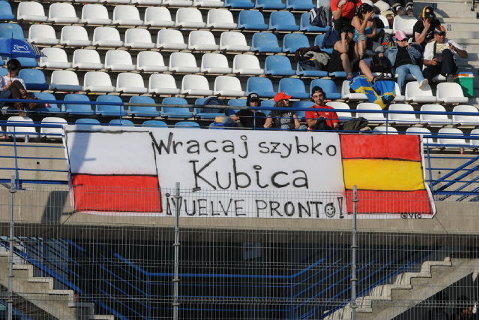 Wracaj szybko
Kubica
¡VUELVE PRONTO!